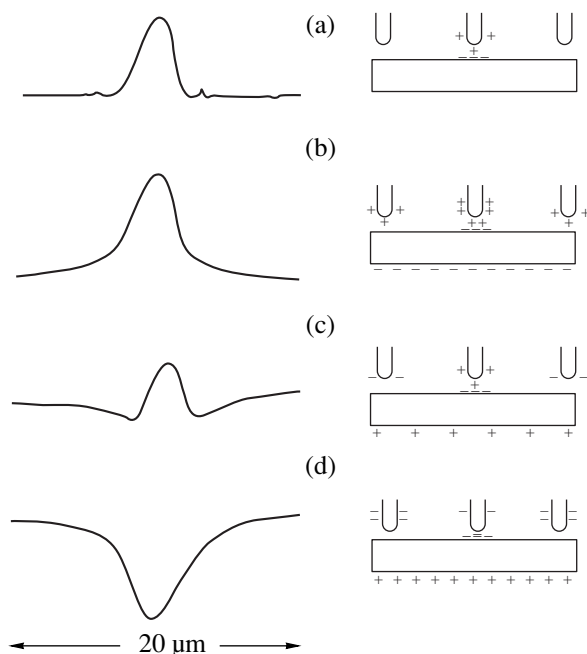 (a)
+ +
+
– – –
(b)
+ + + + + +
+ + + + +
+ +
– – –
– – – – – – – – – – –
(c)
– – + + – –
+
– – –
+ + + + + +
(d)
= = – – = =
– = –
+ + + + + + + + + + +
20 µm